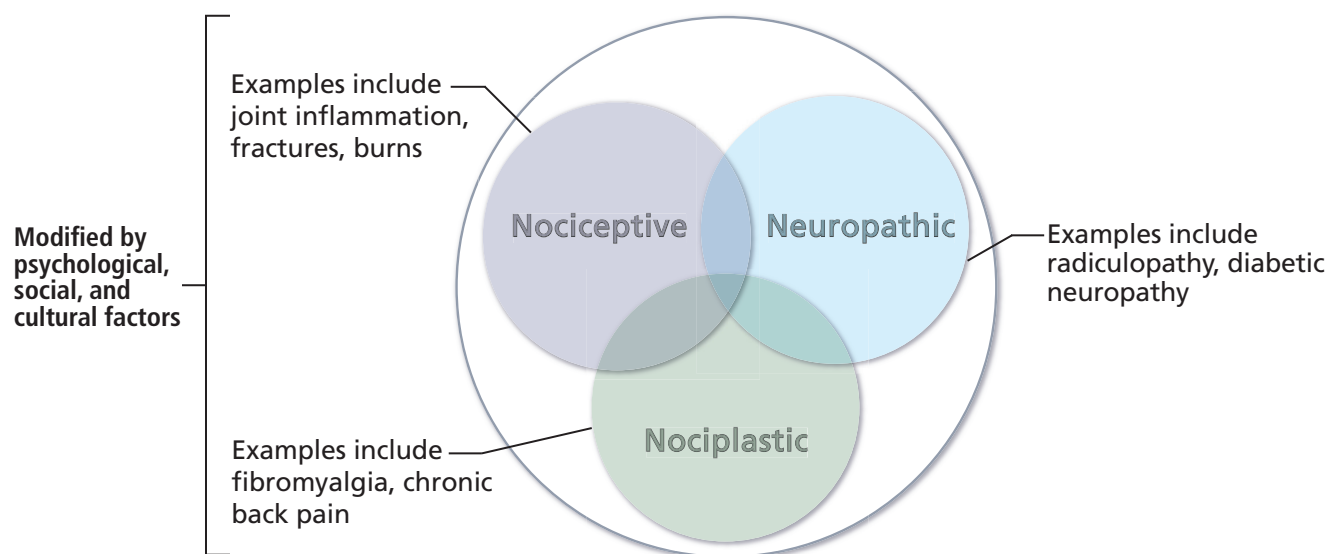 Examples include
joint inflammation,
fractures, burns
Nociceptive
Neuropathic
Modified by
psychological,
social, and
cultural factors
Examples include
radiculopathy, diabetic
neuropathy
Nociplastic
Examples include
fibromyalgia, chronic
back pain